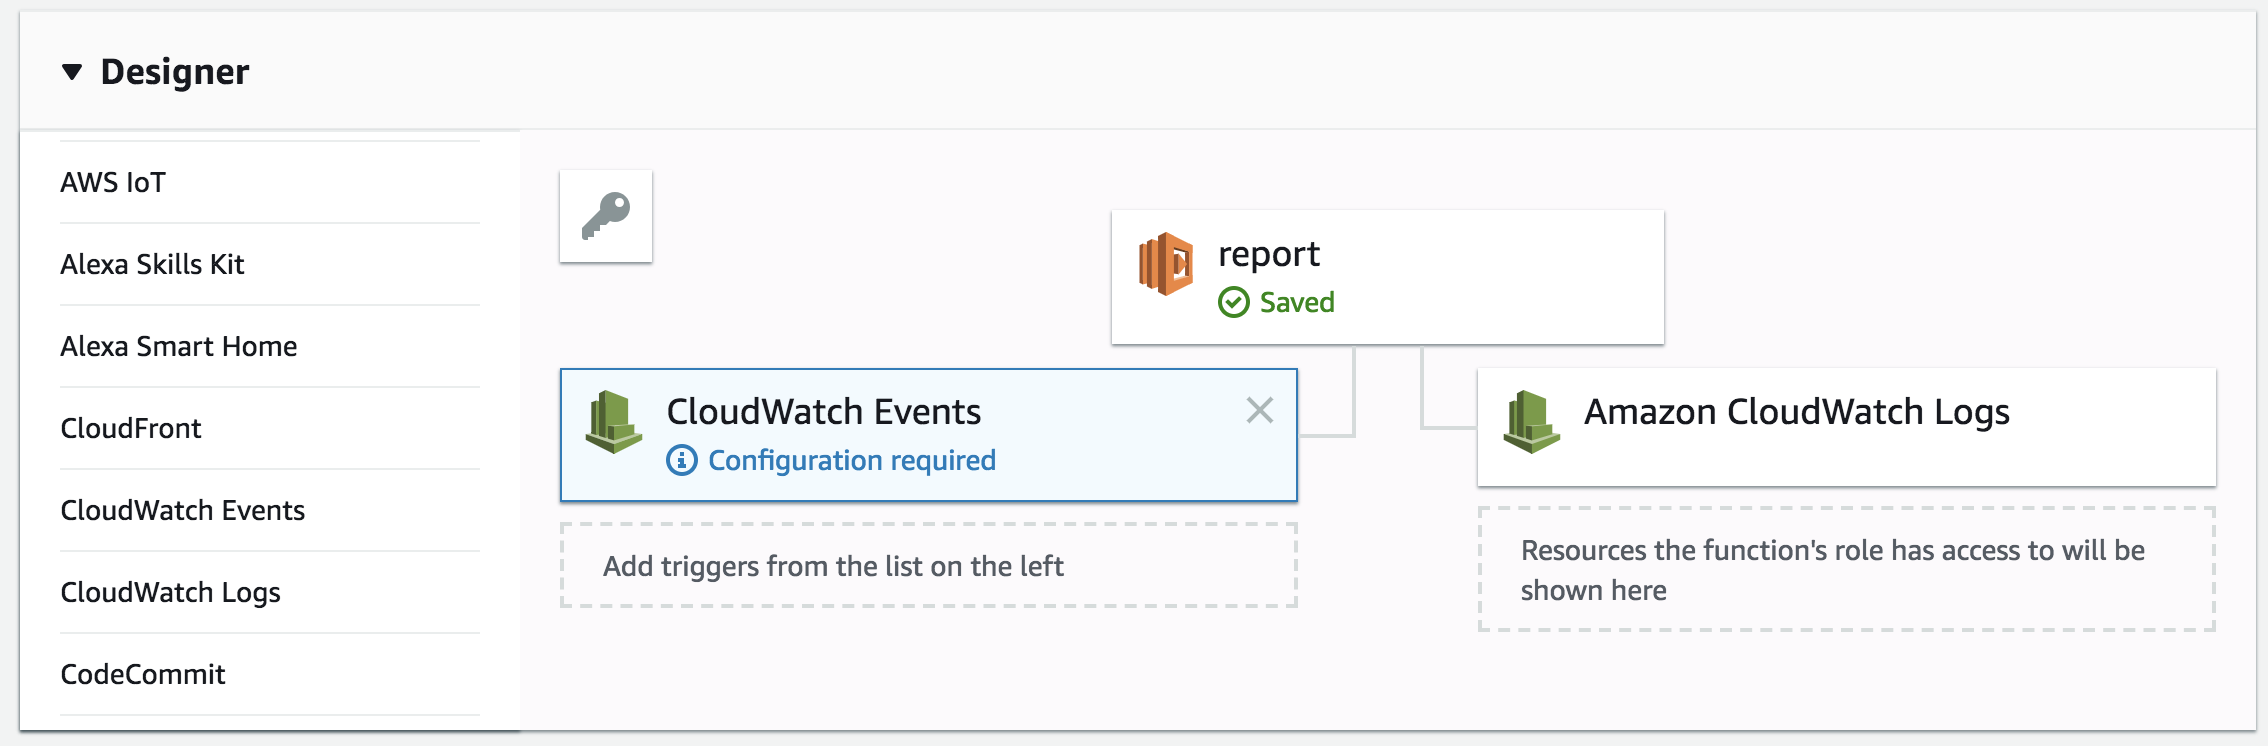 Designer
AWS IoT
Alexa Skills Kit
Alexa Smart Home
CloudFront
CloudWatch Events
CloudWatch Logs
CodeCommit
report
Saved
CloudWatch Events
Configuration required
Add triggers from the list on the left
Amazon CloudWatch Logs
Resources the function's role has access to will be
shown here